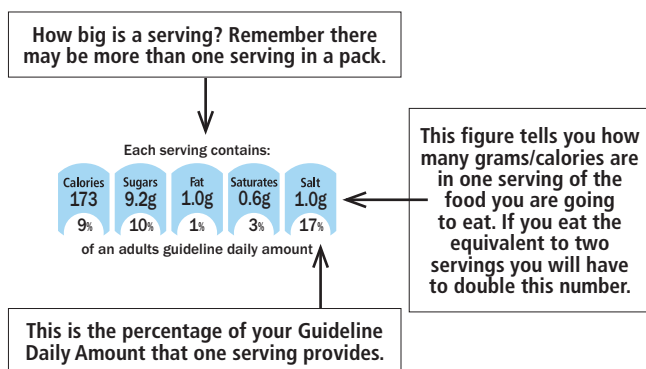 How big is a serving? Remember there
may be more than one serving in a pack.
Each serving contains:
Calories Sugars Fat Saturates Salt
173 9.2g 1.0g 0.6g 1.0g
9% 10% 1% 3% 17%
of an adults guideline daily amount
This figure tells you how
many grams/calories are
in one serving of the
food you are going
to eat. If you eat the
equivalent to two
servings you will have
to double this number.
This is the percentage of your Guideline
Daily Amount that one serving provides.